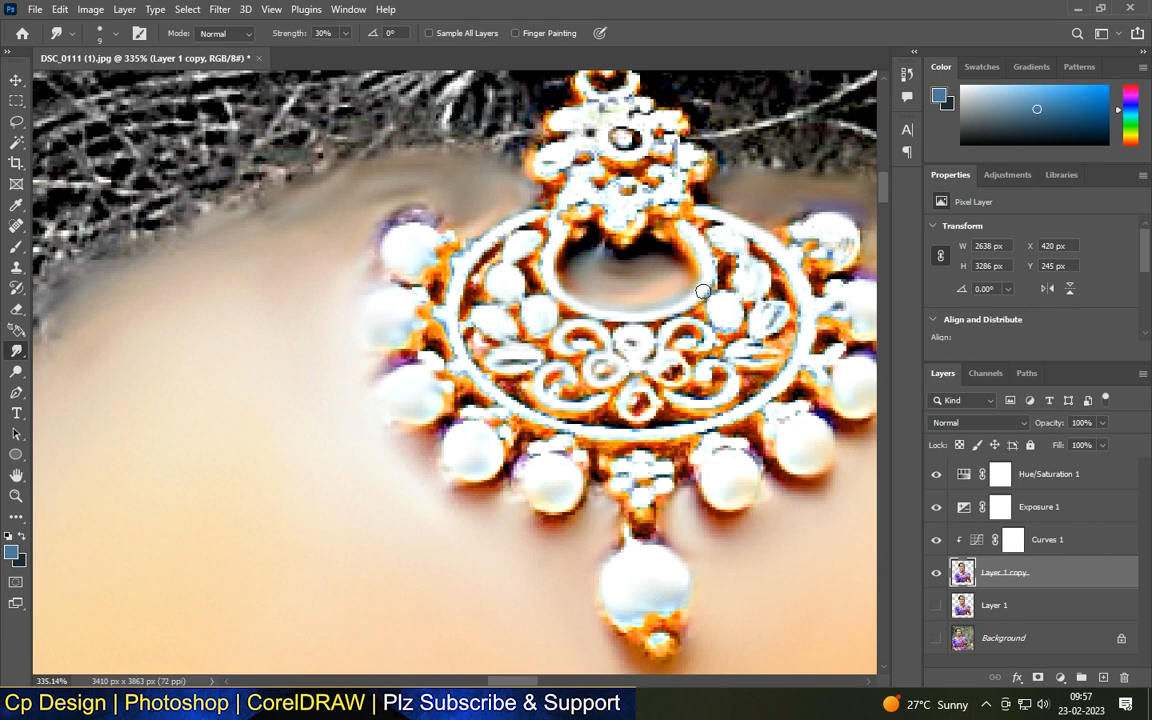 Ps File Edit Image Layer Type Select Filter 3D View Plugins Window Help
9 Mode: Normal Strength: 30% 0° Sample All Layers Finger Painting
DSC_0111 (1).jpg @ 335% (Layer 1 copy, RGB/8#) * ×
Color Swatches Gradients Patterns
Properties Adjustments Libraries
Pixel Layer
Transform
W 2638 px X 420 px
H 3286 px Y 245 px
0.00°
Align and Distribute
Align:
Layers Channels Paths
Kind
Normal Opacity: 100%
Lock: Fill: 100%
Hue/Saturation 1
Exposure 1
Curves 1
Layer 1 copy
Layer 1
Background
fx
335.14% 3410 px x 3863 px (72 ppi)
Cp Design | Photoshop | CorelDRAW | Plz Subscribe & Support
27°C Sunny
09:57
23-02-2023